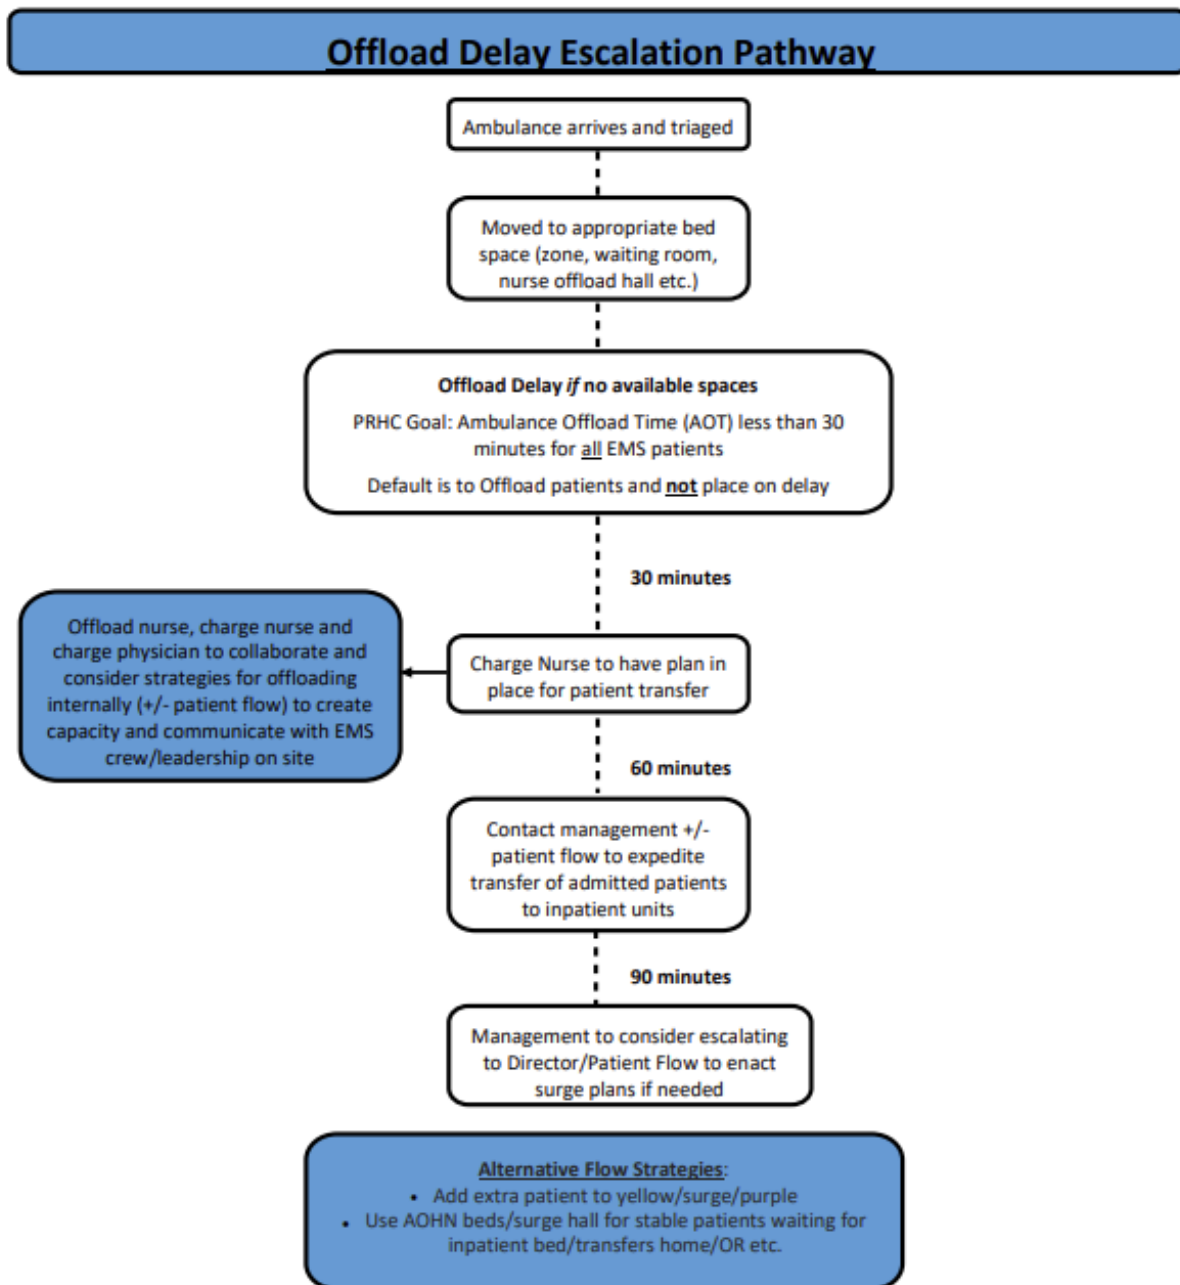 Offload Delay Escalation Pathway
Ambulance arrives and triaged
Moved to appropriate bed
space (zone, waiting room,
nurse offload hall etc.)
Offload Delay if no available spaces
PRHC Goal: Ambulance Offload Time (AOT) less than 30
minutes for all EMS patients
Default is to Offload patients and not place on delay
30 minutes
Offload nurse, charge nurse and
charge physician to collaborate and
consider strategies for offloading
internally (+/- patient flow) to create
capacity and communicate with EMS
crew/leadership on site
Charge Nurse to have plan in
place for patient transfer
60 minutes
Contact management +/-
patient flow to expedite
transfer of admitted patients
to inpatient units
90 minutes
Management to consider escalating
to Director/Patient Flow to enact
surge plans if needed
Alternative Flow Strategies:
• Add extra patient to yellow/surge/purple
• Use AOHN beds/surge hall for stable patients waiting for
inpatient bed/transfers home/OR etc.